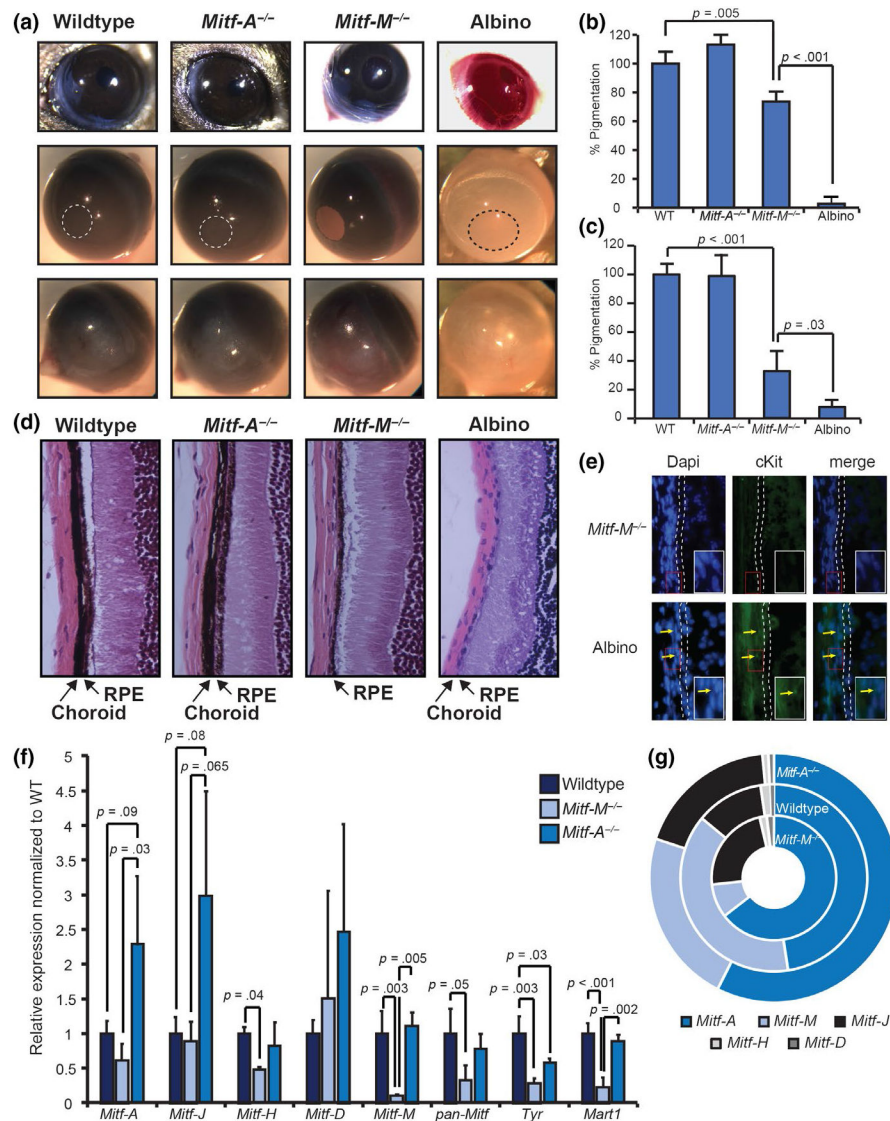 (a) Wildtype Mitf-A–/– Mitf-M–/– Albino
(b)
p = .005
p < .001
% Pigmentation
120
100
80
60
40
20
0
WT Mitf-A–/– Mitf-M–/– Albino
(c)
p < .001
p = .03
% Pigmentation
120
100
80
60
40
20
0
WT Mitf-A–/– Mitf-M–/– Albino
(d) Wildtype Mitf-A–/– Mitf-M–/– Albino
RPE RPE RPE RPE
Choroid Choroid Choroid
(e)
Dapi cKit merge
Mitf-M–/–
Albino
(f)
Relative expression normalized to WT
5
4.5
4
3.5
3
2.5
2
1.5
1
0.5
0
p = .08
p = .065
p = .09
p = .03
p = .04
p = .003
p = .005
p = .05
p = .03
p = .003
p < .001
p = .002
Wildtype
Mitf-M–/–
Mitf-A–/–
Mitf-A Mitf-J Mitf-H Mitf-D Mitf-M pan-Mitf Tyr Mart1
(g)
Mitf-A–/–
Wildtype
Mitf-M–/–
Mitf-A Mitf-M Mitf-J
Mitf-H Mitf-D